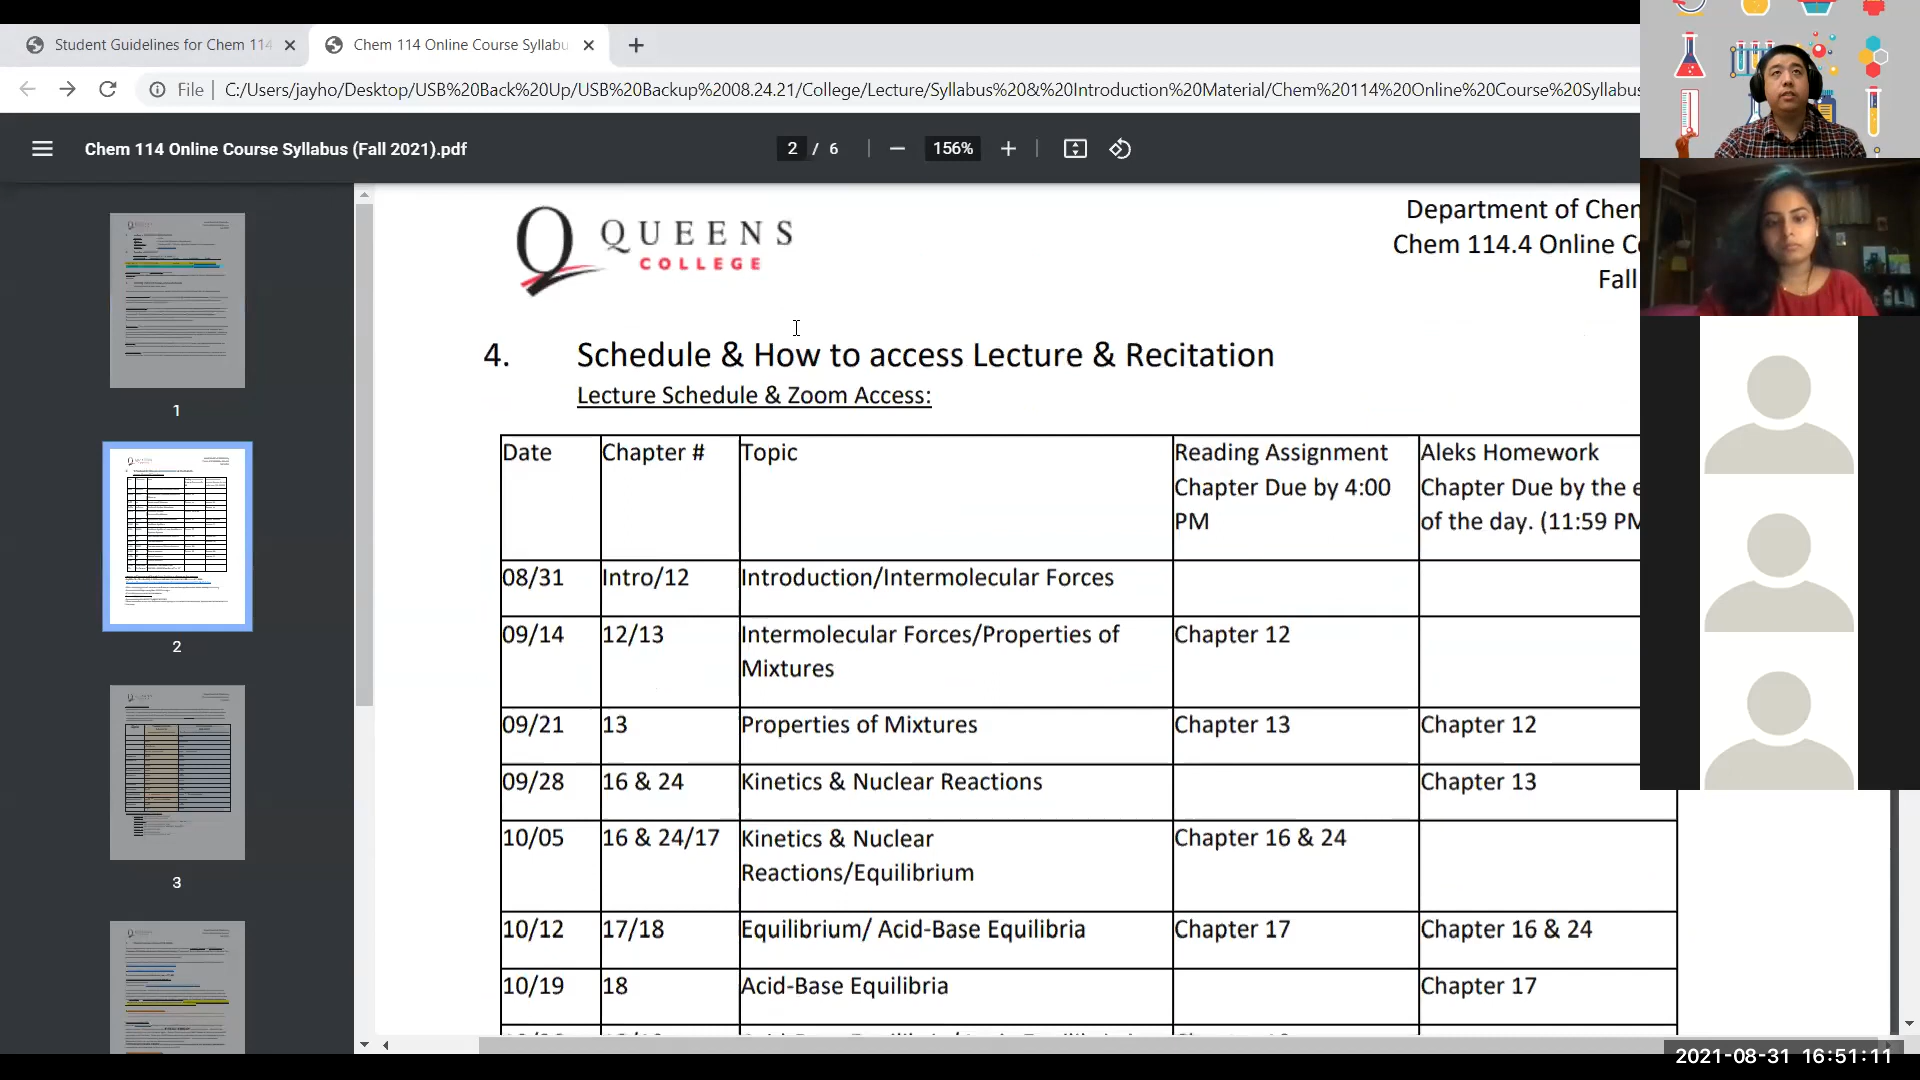 Student Guidelines for Chem 114
Chem 114 Online Course Syllabu
File
C:/Users/jayho/Desktop/USB%20Back%20Up/USB%20Backup%2008.24.21/College/Lecture/Syllabus%20&%20Introduction%20Material/Chem%20114%20Online%20Course%20Syllabus
Chem 114 Online Course Syllabus (Fall 2021).pdf
2 / 6
156%
1
2
3
QUEENS
COLLEGE
Department of Chem
Chem 114.4 Online Co
Fall
4. Schedule & How to access Lecture & Recitation
Lecture Schedule & Zoom Access:
Date Chapter # Topic Reading Assignment Aleks Homework
Chapter Due by 4:00 Chapter Due by the e
PM of the day. (11:59 PM
08/31 Intro/12 Introduction/Intermolecular Forces
09/14 12/13 Intermolecular Forces/Properties of Chapter 12
Mixtures
09/21 13 Properties of Mixtures Chapter 13 Chapter 12
09/28 16 & 24 Kinetics & Nuclear Reactions Chapter 13
10/05 16 & 24/17 Kinetics & Nuclear Chapter 16 & 24
Reactions/Equilibrium
10/12 17/18 Equilibrium/ Acid-Base Equilibria Chapter 17 Chapter 16 & 24
10/19 18 Acid-Base Equilibria Chapter 17
2021-08-31 16:51:11